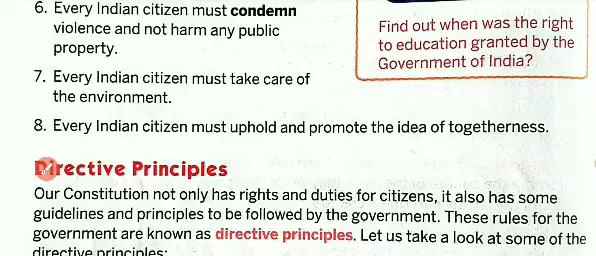 6. Every Indian citizen must condemn
violence and not harm any public
property.
Find out when was the right
to education granted by the
Government of India?
7. Every Indian citizen must take care of
the environment.
8. Every Indian citizen must uphold and promote the idea of togetherness.
Directive Principles
Our Constitution not only has rights and duties for citizens, it also has some
guidelines and principles to be followed by the government. These rules for the
government are known as directive principles. Let us take a look at some of the
directive principles: